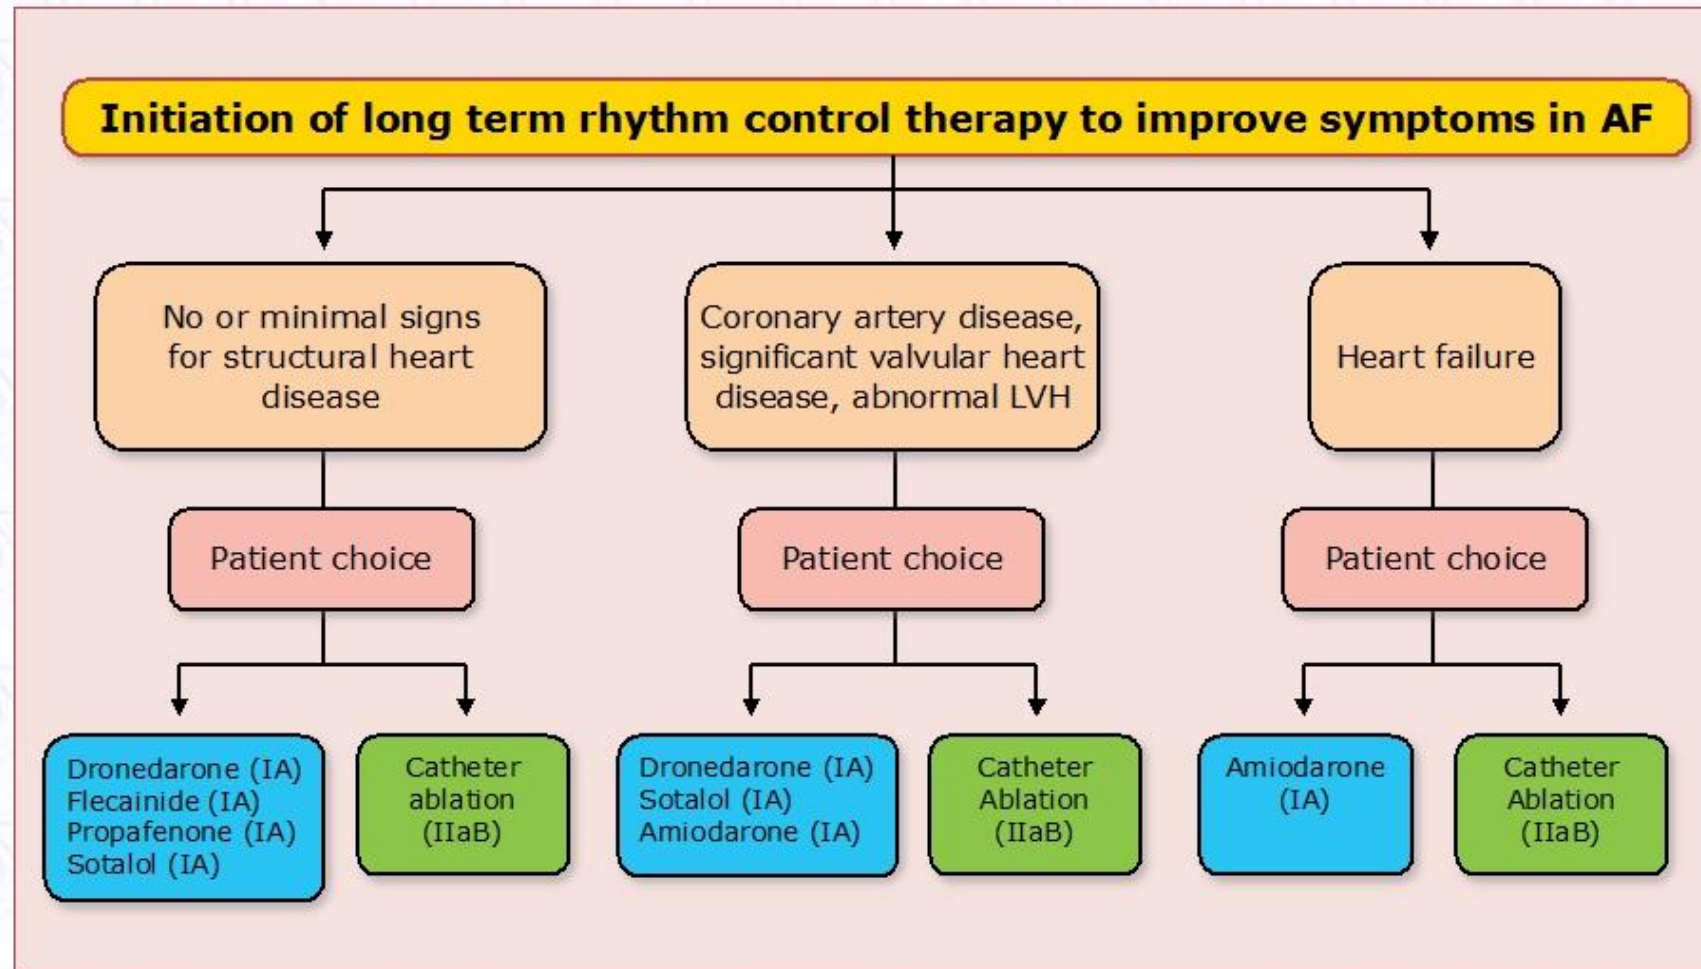 Initiation of long term rhythm control therapy to improve symptoms in AF
No or minimal signs
for structural heart
disease
Coronary artery disease,
significant valvular heart
disease, abnormal LVH
Heart failure
Patient choice
Patient choice
Patient choice
Dronedarone (IA)
Flecainide (IA)
Propafenone (IA)
Sotalol (IA)
Catheter
ablation
(IIaB)
Dronedarone (IA)
Sotalol (IA)
Amiodarone (IA)
Catheter
Ablation
(IIaB)
Amiodarone
(IA)
Catheter
Ablation
(IIaB)